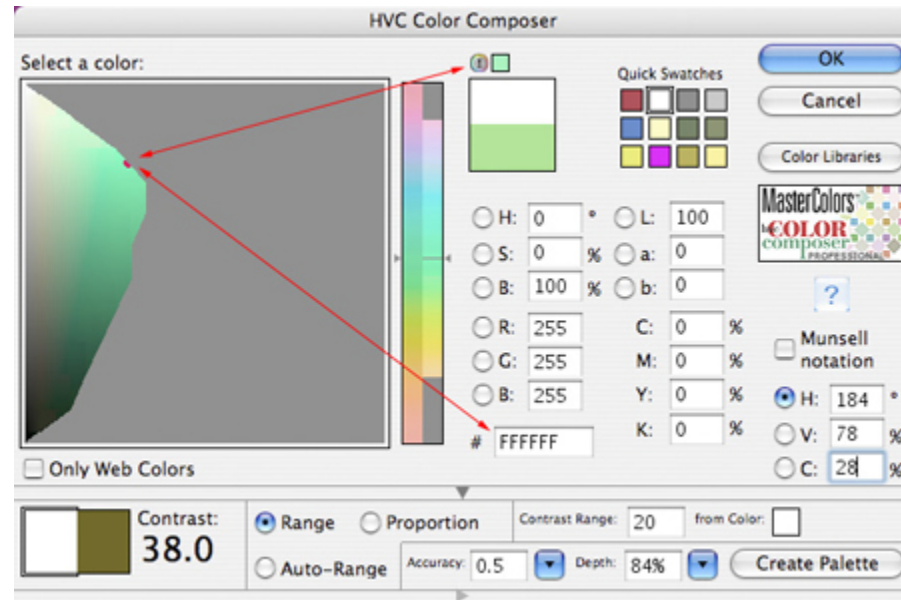 HVC Color Composer
Select a color:
Quick Swatches
OK
Cancel
Color Libraries
MasterColors
by COLOR
composer
PROFESSIONAL
?
H: 0 °
S: 0 %
B: 100 %
R: 255
G: 255
B: 255
# FFFFFF
L: 100
a: 0
b: 0
C: 0 %
M: 0 %
Y: 0 %
K: 0 %
Munsell
notation
H: 184 °
V: 78 %
C: 28 %
Only Web Colors
Contrast:
38.0
Range Proportion
Auto-Range
Contrast Range: 20 from Color:
Accuracy: 0.5 Depth: 84% Create Palette